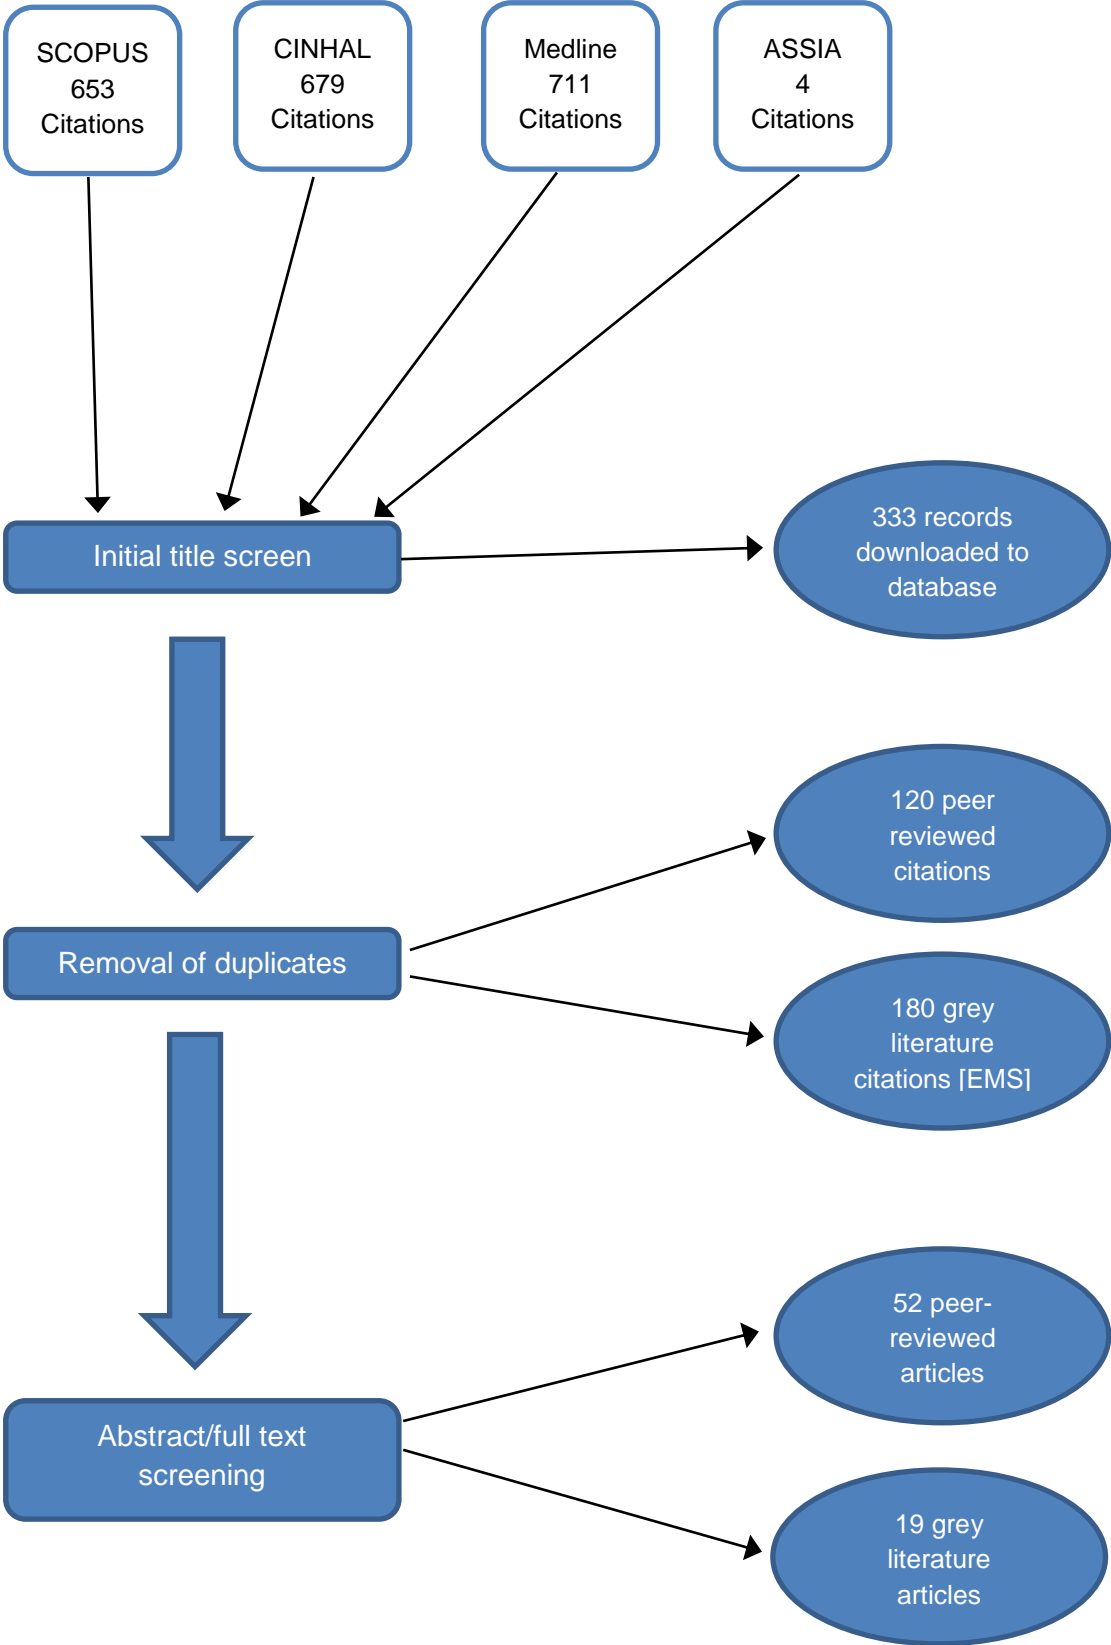 SCOPUS
653
Citations
CINHAL
679
Citations
Medline
711
Citations
ASSIA
4
Citations
Initial title screen
333 records
downloaded to
database
120 peer
reviewed
citations
Removal of duplicates
180 grey
literature
citations [EMS]
52 peer-
reviewed
articles
Abstract/full text
screening
19 grey
literature
articles